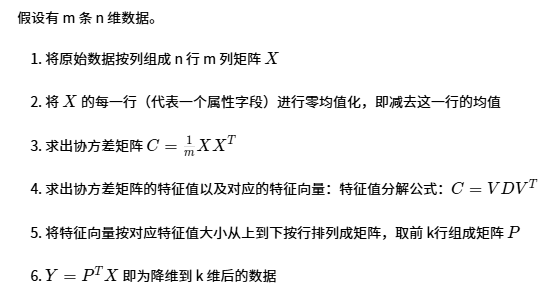 假设有 m 条 n 维数据。
1. 将原始数据按列组成 n 行 m 列矩阵 X
2. 将 X 的每一行（代表一个属性字段）进行零均值化，即减去这一行的均值
3. 求出协方差矩阵 C = \frac{1}{m} X X^T
4. 求出协方差矩阵的特征值以及对应的特征向量：特征值分解公式：C = V D V^T
5. 将特征向量按对应特征值大小从上到下按行排列成矩阵，取前 k行组成矩阵 P
6. Y = P^T X 即为降维到 k 维后的数据